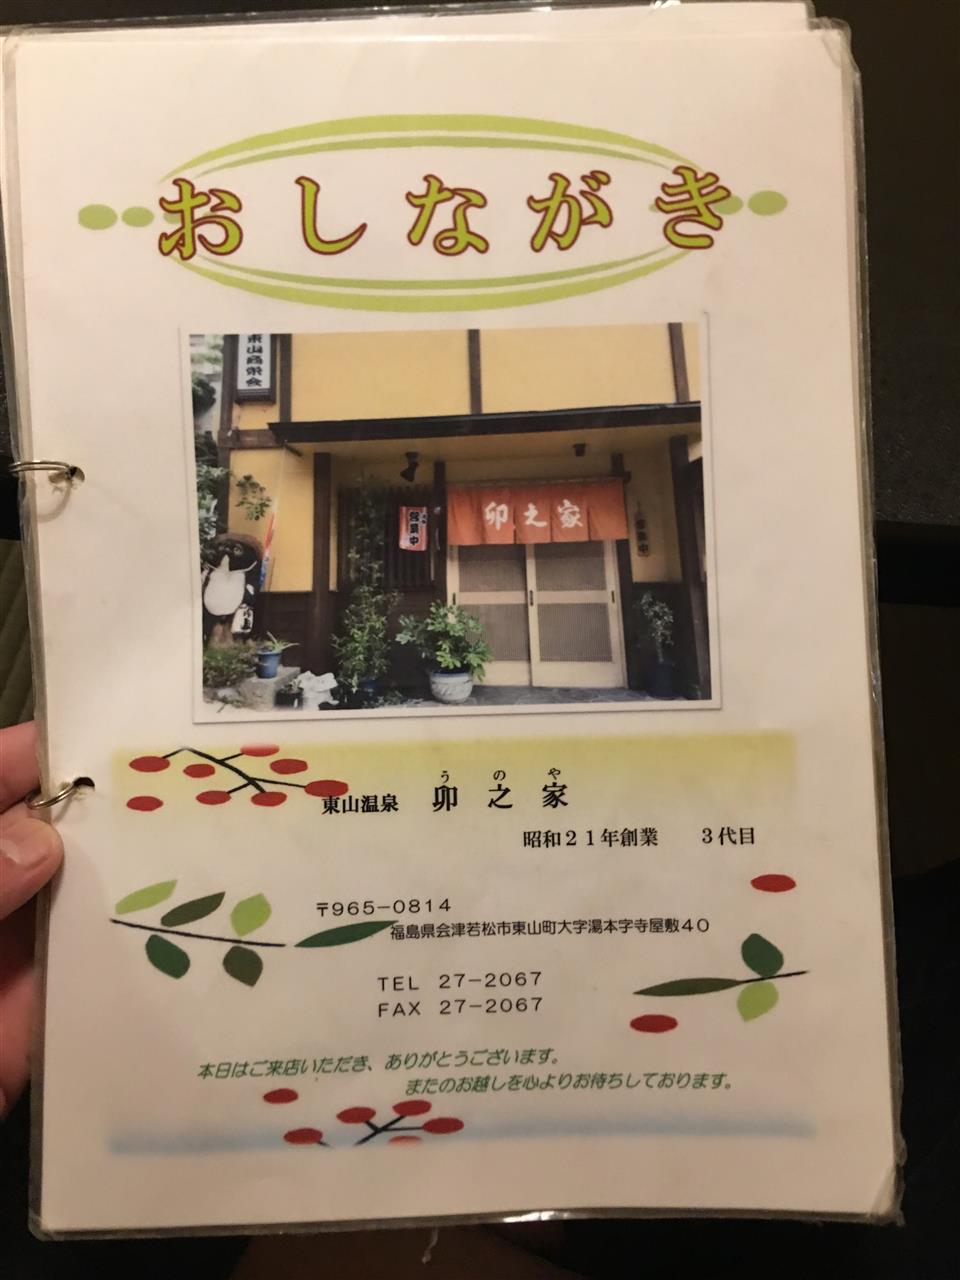 おしながき
東山商栄会
卯之家
営業中
営業中
うのや
東山温泉 卯之家
昭和21年創業 3代目
〒965-0814
福島県会津若松市東山町大字湯本字寺屋敷40
TEL 27-2067
FAX 27-2067
本日はご来店いただき、ありがとうございます。
またのお越しを心よりお待ちしております。